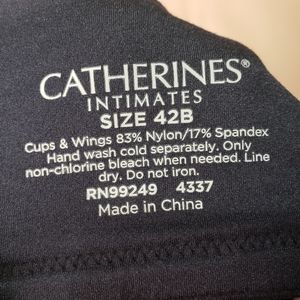 CATHERINES®
INTIMATES
SIZE 42B
Cups & Wings 83% Nylon/17% Spandex
Hand wash cold separately. Only
non-chlorine bleach when needed. Line
dry. Do not iron.
RN99249 4337
Made in China